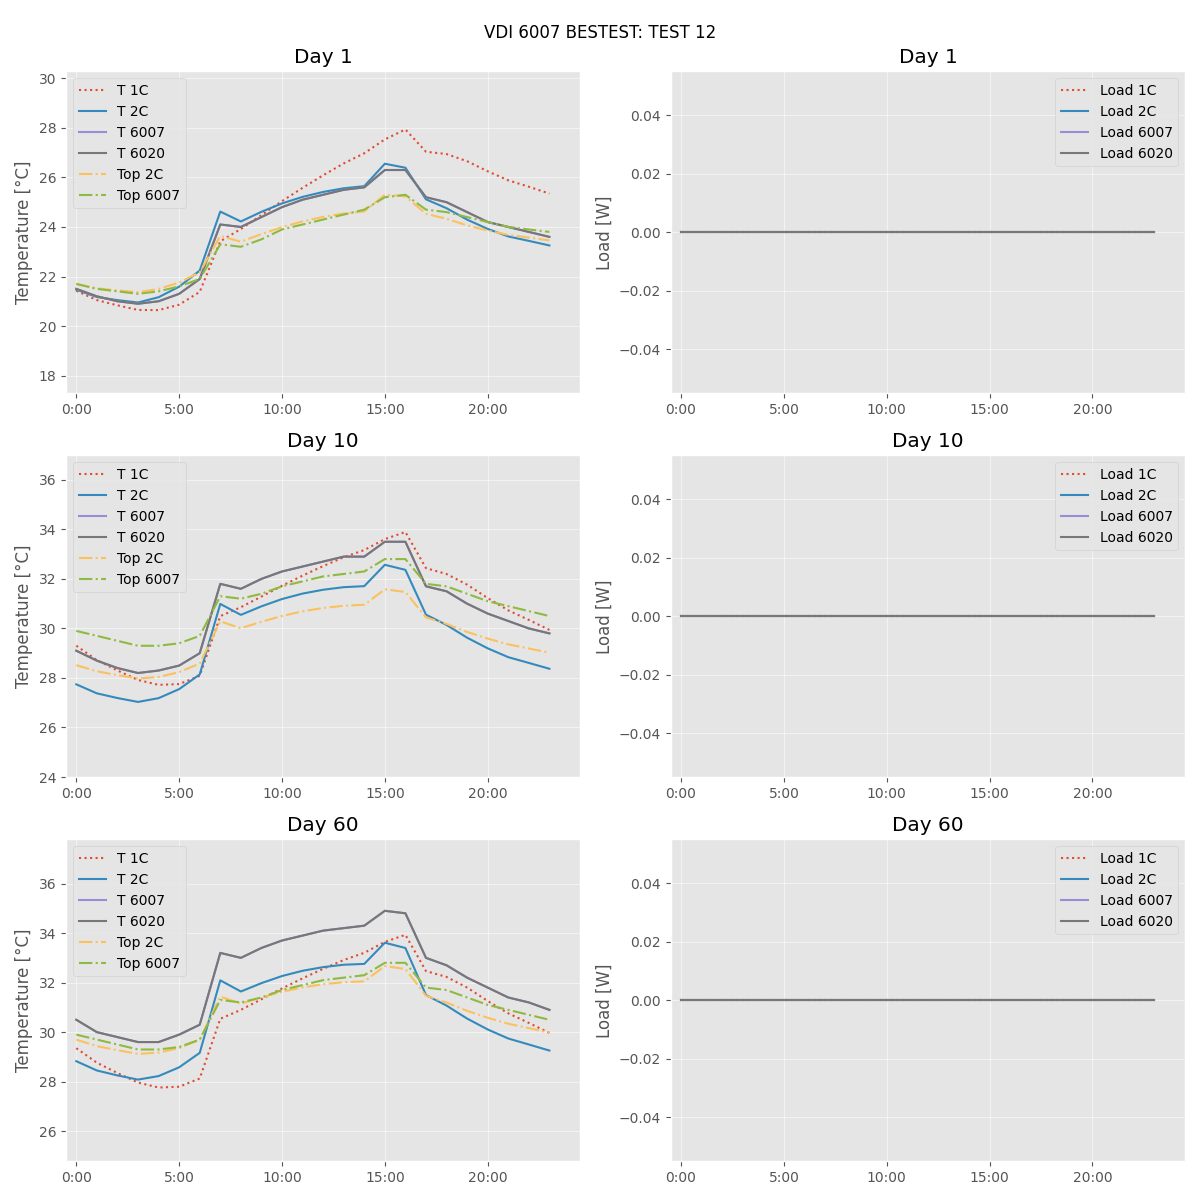 VDI 6007 BESTEST: TEST 12
Day 1
Temperature [°C]
30
28
26
24
22
20
18
0:00 5:00 10:00 15:00 20:00
T 1C
T 2C
T 6007
T 6020
Top 2C
Top 6007
Day 1
Load [W]
0.04
0.02
0.00
−0.02
−0.04
0:00 5:00 10:00 15:00 20:00
Load 1C
Load 2C
Load 6007
Load 6020
Day 10
Temperature [°C]
36
34
32
30
28
26
24
0:00 5:00 10:00 15:00 20:00
T 1C
T 2C
T 6007
T 6020
Top 2C
Top 6007
Day 10
Load [W]
0.04
0.02
0.00
−0.02
−0.04
0:00 5:00 10:00 15:00 20:00
Load 1C
Load 2C
Load 6007
Load 6020
Day 60
Temperature [°C]
36
34
32
30
28
26
0:00 5:00 10:00 15:00 20:00
T 1C
T 2C
T 6007
T 6020
Top 2C
Top 6007
Day 60
Load [W]
0.04
0.02
0.00
−0.02
−0.04
0:00 5:00 10:00 15:00 20:00
Load 1C
Load 2C
Load 6007
Load 6020